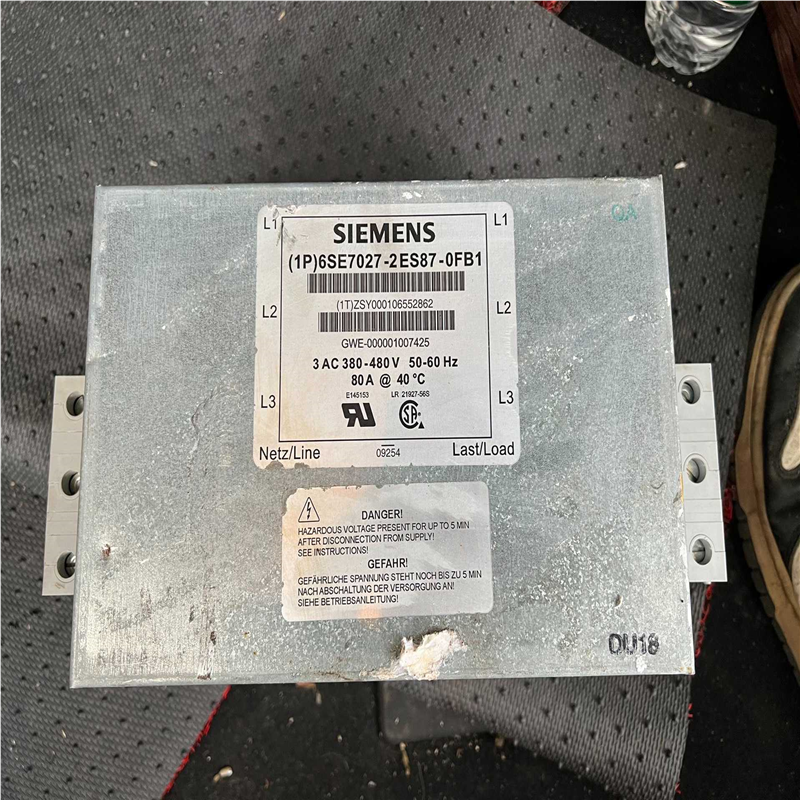 QA
L1 SIEMENS L1
(1P)6SE7027-2ES87-0FB1
(1T)ZSY000106552862
L2 L2
GWE-000001007425
3 AC 380-480 V 50-60 Hz
80 A @ 40 °C
E145153 LR 21927-56S
L3 L3
Netz/Line 09254 Last/Load
DANGER!
HAZARDOUS VOLTAGE PRESENT FOR UP TO 5 MIN
AFTER DISCONNECTION FROM SUPPLY!
SEE INSTRUCTIONS!
GEFAHR!
GEFÄHRLICHE SPANNUNG STEHT NOCH BIS ZU 5 MIN
NACH ABSCHALTUNG DER VERSORGUNG AN!
SIEHE BETRIEBSANLEITUNG!
DU18